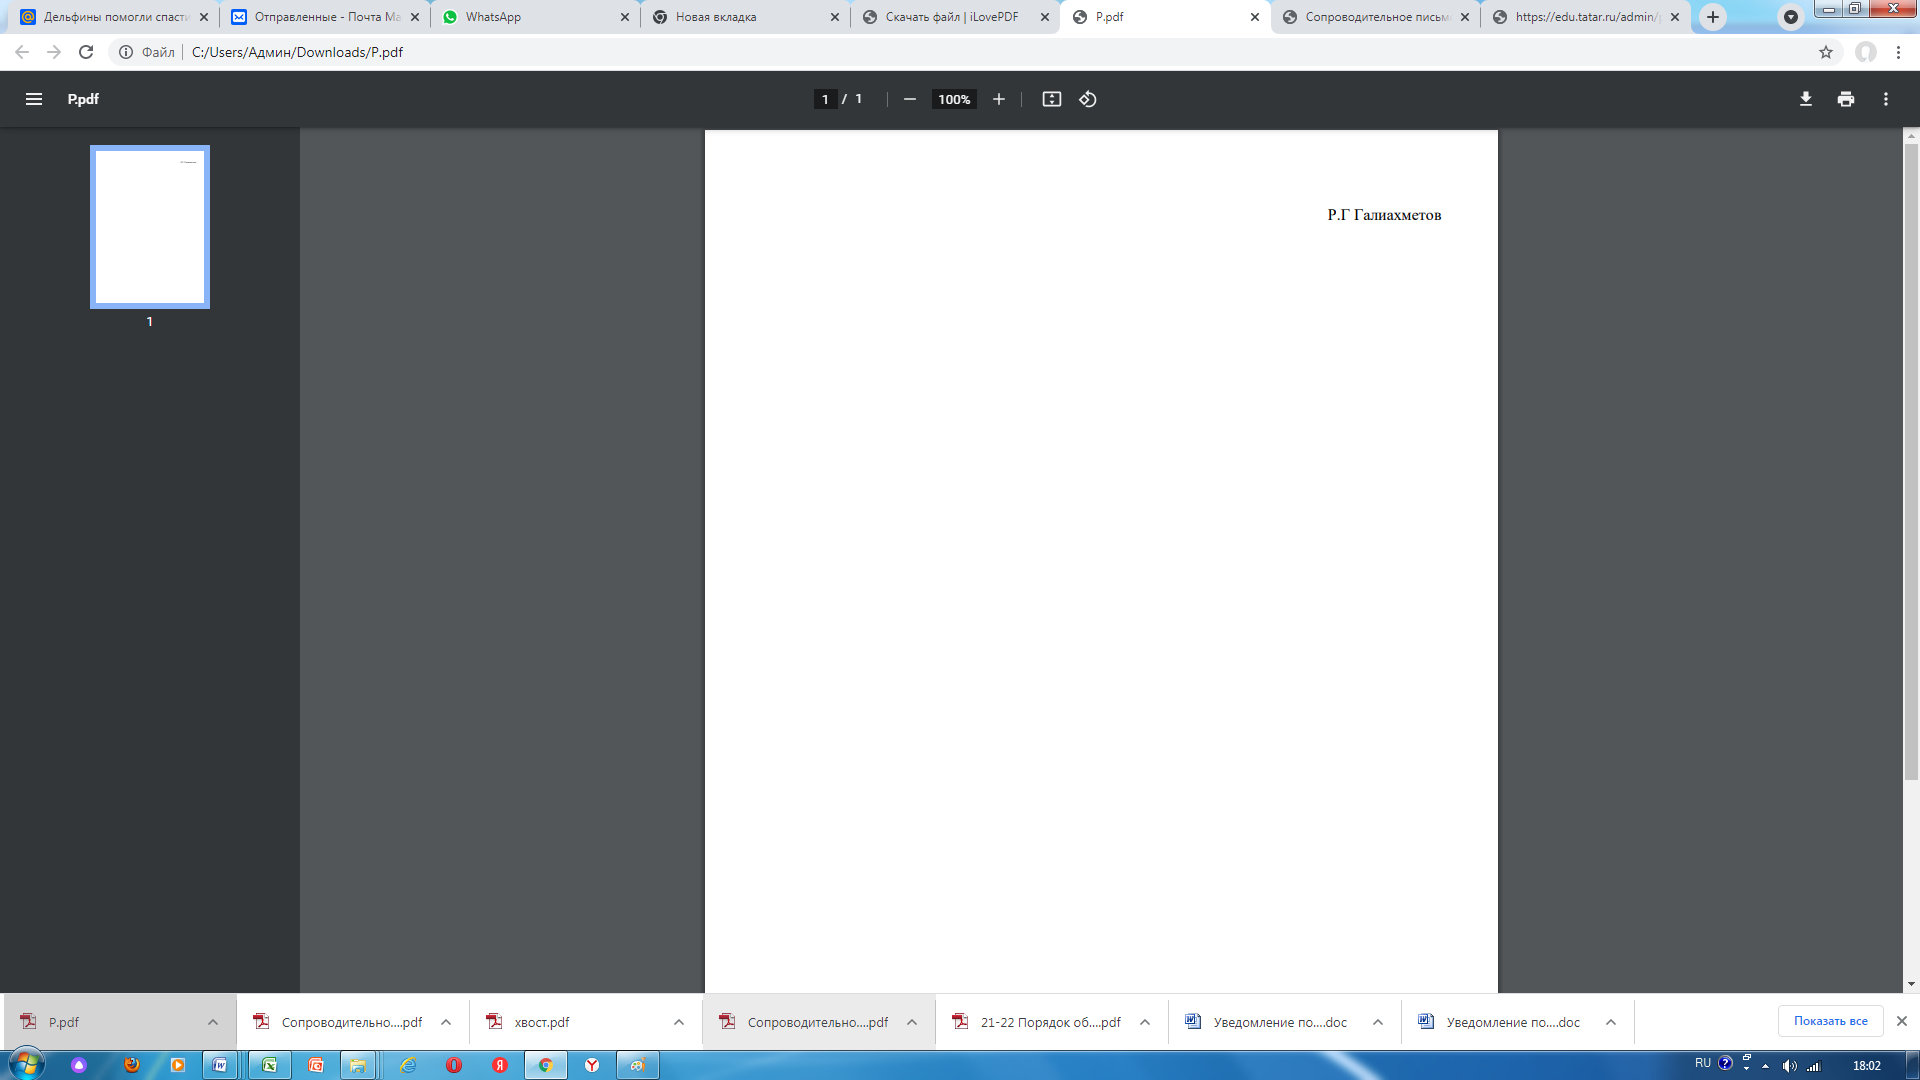 Дельфины помогли спасти
Отправленные - Почта Ma
WhatsApp
Новая вкладка
Скачать файл | iLovePDF
P.pdf
Сопроводительное письм
https://edu.tatar.ru/admin/
Файл
C:/Users/Админ/Downloads/P.pdf
P.pdf
1 / 1
100%
Р.Г Галиахметов
1
P.pdf
Сопроводительно....pdf
хвост.pdf
Сопроводительно....pdf
21-22 Порядок об....pdf
Уведомление по....doc
Уведомление по....doc
Показать все
RU
18:02